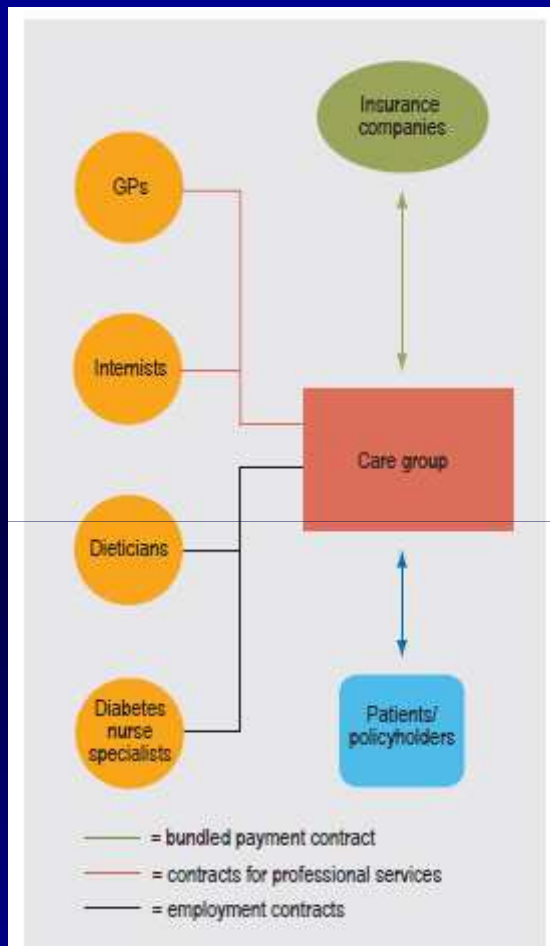 Insurance
companies
GPs
Internists
Care group
Dieticians
Diabetes
nurse
specialists
Patients/
policyholders
= bundled payment contract
= contracts for professional services
= employment contracts